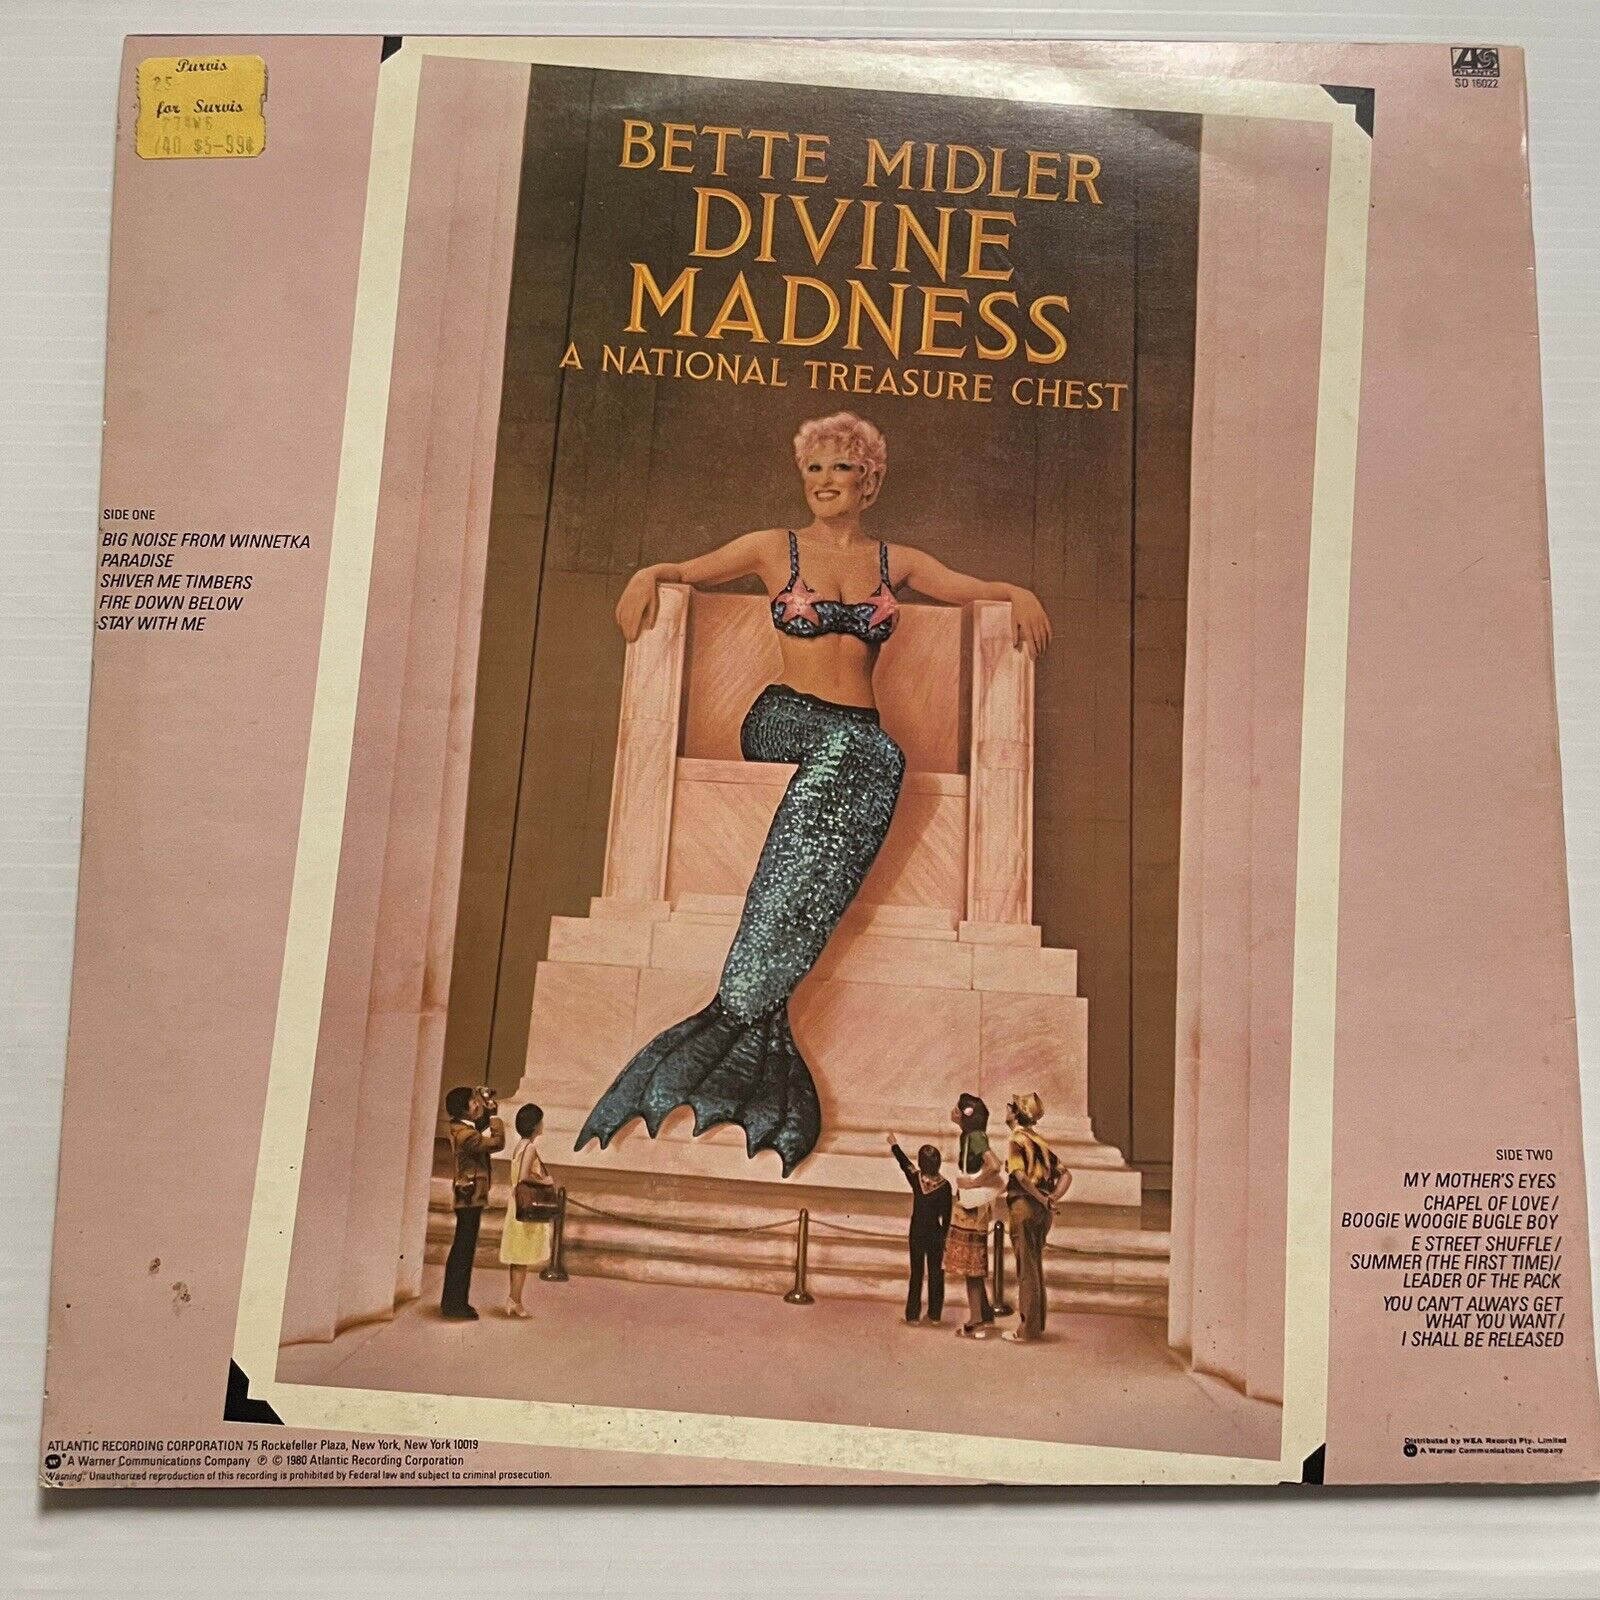 Purvis
25
for Survis
$5-99¢
ATLANTIC
SD 16022
BETTE MIDLER
DIVINE
MADNESS
A NATIONAL TREASURE CHEST
SIDE ONE
BIG NOISE FROM WINNETKA
PARADISE
SHIVER ME TIMBERS
FIRE DOWN BELOW
STAY WITH ME
SIDE TWO
MY MOTHER'S EYES
CHAPEL OF LOVE/
BOOGIE WOOGIE BUGLE BOY
E STREET SHUFFLE/
SUMMER (THE FIRST TIME)/
LEADER OF THE PACK
YOU CAN'T ALWAYS GET
WHAT YOU WANT/
I SHALL BE RELEASED
ATLANTIC RECORDING CORPORATION 75 Rockefeller Plaza, New York, New York 10019
A Warner Communications Company ℗ © 1980 Atlantic Recording Corporation
Warning: Unauthorized reproduction of this recording is prohibited by Federal law and subject to criminal prosecution.
Distributed by WEA Records Pty. Limited
A Warner Communications Company